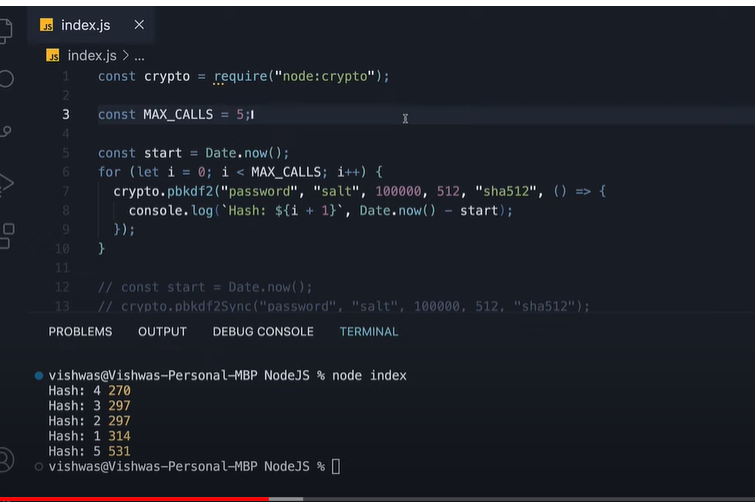 JS index.js ×
JS index.js > ...
1 const crypto = require("node:crypto");
2
3 const MAX_CALLS = 5;
4
5 const start = Date.now();
6 for (let i = 0; i < MAX_CALLS; i++) {
7 crypto.pbkdf2("password", "salt", 100000, 512, "sha512", () => {
8 console.log(`Hash: ${i + 1}`, Date.now() - start);
9 });
10 }
11
12 // const start = Date.now();
13 // crypto.pbkdf2Sync("password", "salt", 100000, 512, "sha512");
PROBLEMS OUTPUT DEBUG CONSOLE TERMINAL
vishwas@Vishwas-Personal-MBP NodeJS % node index
Hash: 4 270
Hash: 3 297
Hash: 2 297
Hash: 1 314
Hash: 5 531
vishwas@Vishwas-Personal-MBP NodeJS %